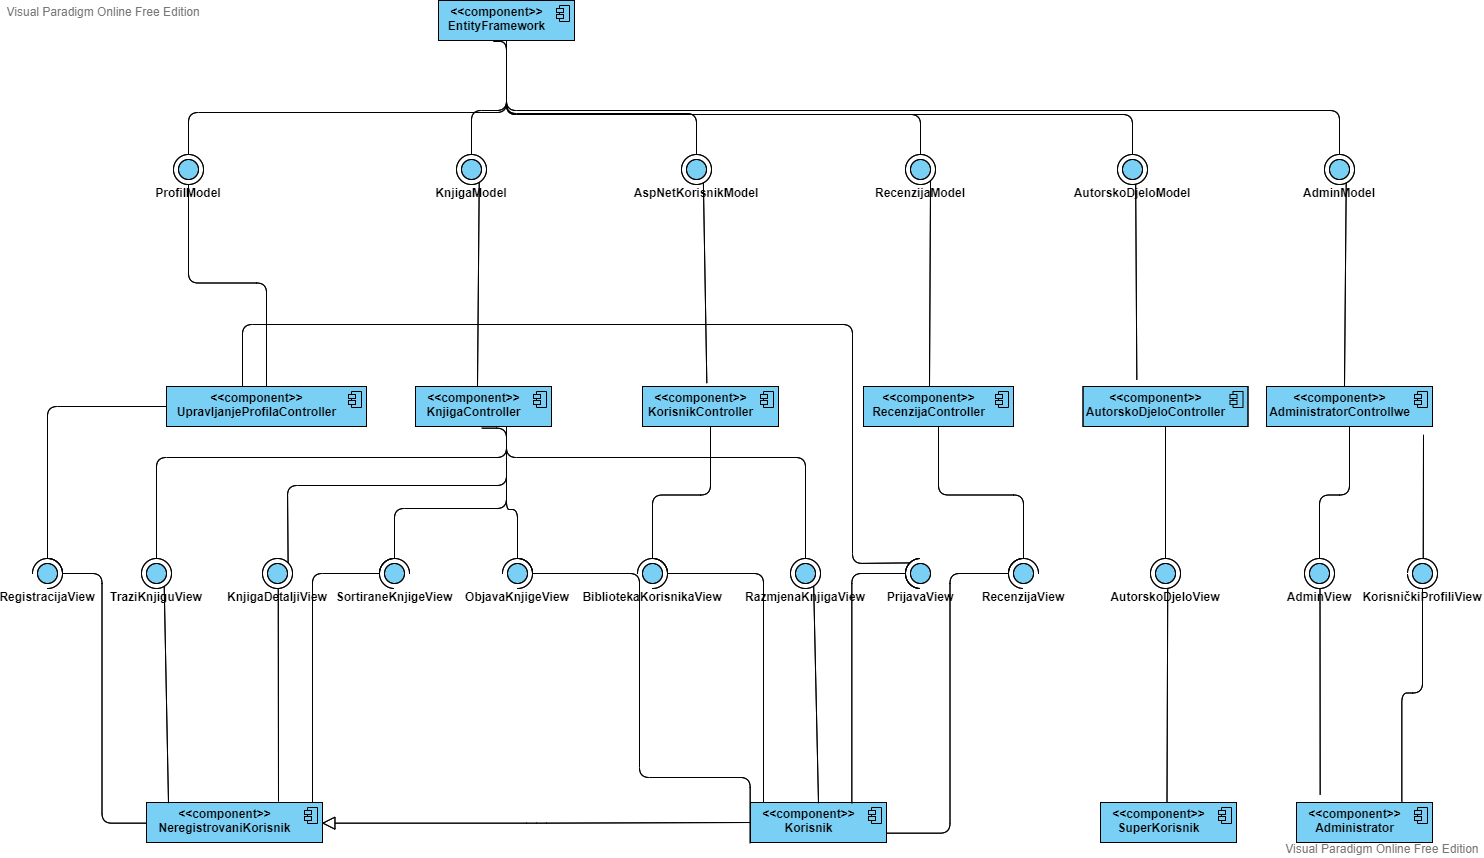 Visual Paradigm Online Free Edition
<<component>>
EntityFramework
ProfilModel
KnjigaModel
AspNetKorisnikModel
RecenzijaModel
AutorskoDjeloModel
AdminModel
<<component>>
UpravljanjeProfilaController
<<component>>
KnjigaController
<<component>>
KorisnikController
<<component>>
RecenzijaController
<<component>>
AutorskoDjeloController
<<component>>
AdministratorControllwe
RegistracijaView
TraziKnjiguView
KnjigaDetaljiView
SortiraneKnjigeView
ObjavaKnjigeView
BibliotekaKorisnikaView
RazmjenaKnjigaView
PrijavaView
RecenzijaView
AutorskoDjeloView
AdminView
KorisničkiProfiliView
<<component>>
NeregistrovaniKorisnik
<<component>>
Korisnik
<<component>>
SuperKorisnik
<<component>>
Administrator
Visual Paradigm Online Free Edition